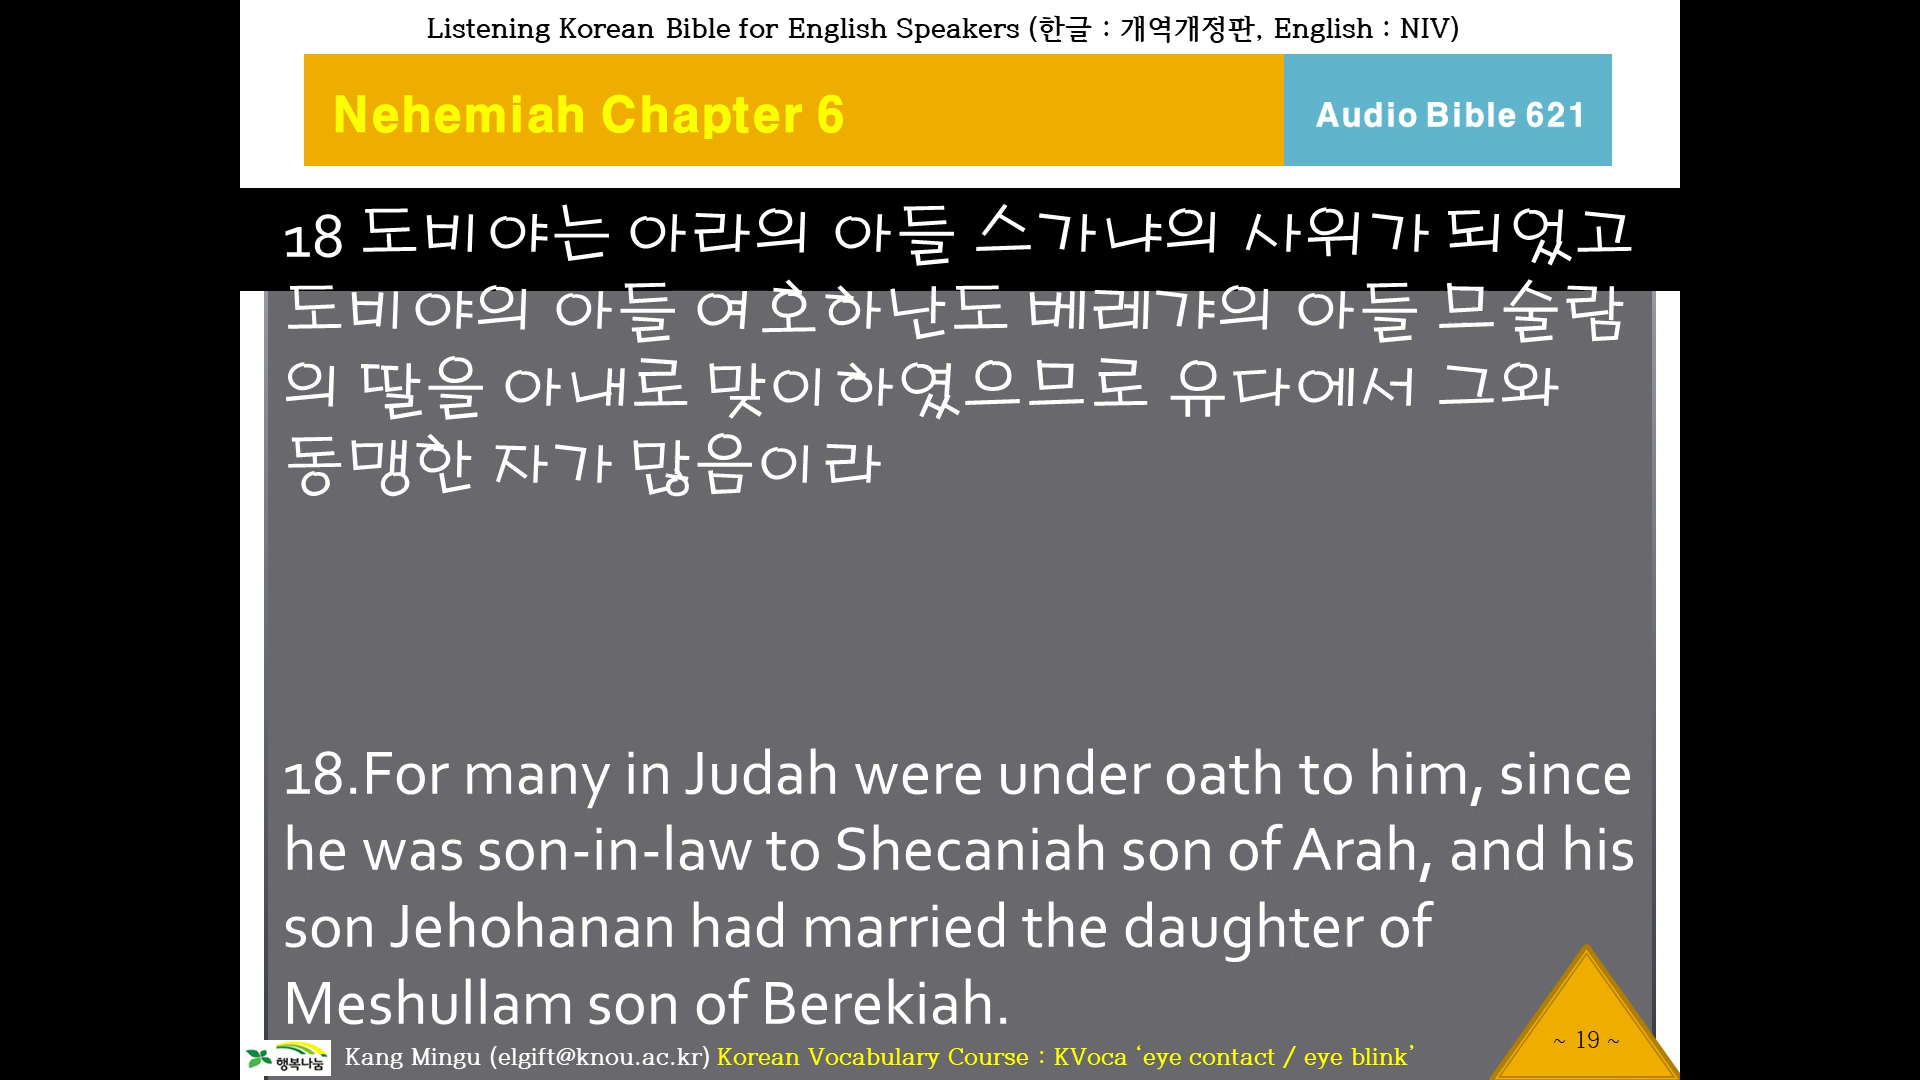 Listening Korean Bible for English Speakers (한글 : 개역개정판, English : NIV)
Nehemiah Chapter 6
Audio Bible 621
18 도비야는 아라의 아들 스가냐의 사위가 되었고
도비야의 아들 여호하난도 베레갸의 아들 므술람
의 딸을 아내로 맞이하였으므로 유다에서 그와
동맹한 자가 많음이라
18.For many in Judah were under oath to him, since
he was son-in-law to Shecaniah son of Arah, and his
son Jehohanan had married the daughter of
Meshullam son of Berekiah.
~ 19 ~
행복나눔
Kang Mingu (elgift@knou.ac.kr) Korean Vocabulary Course : KVoca ‘eye contact / eye blink’